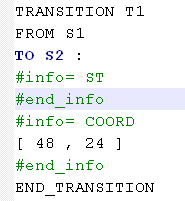 TRANSITION T1
FROM S1
TO S2 :
#info= ST
#end_info
#info= COORD
[ 48 , 24 ]
#end_info
END_TRANSITION